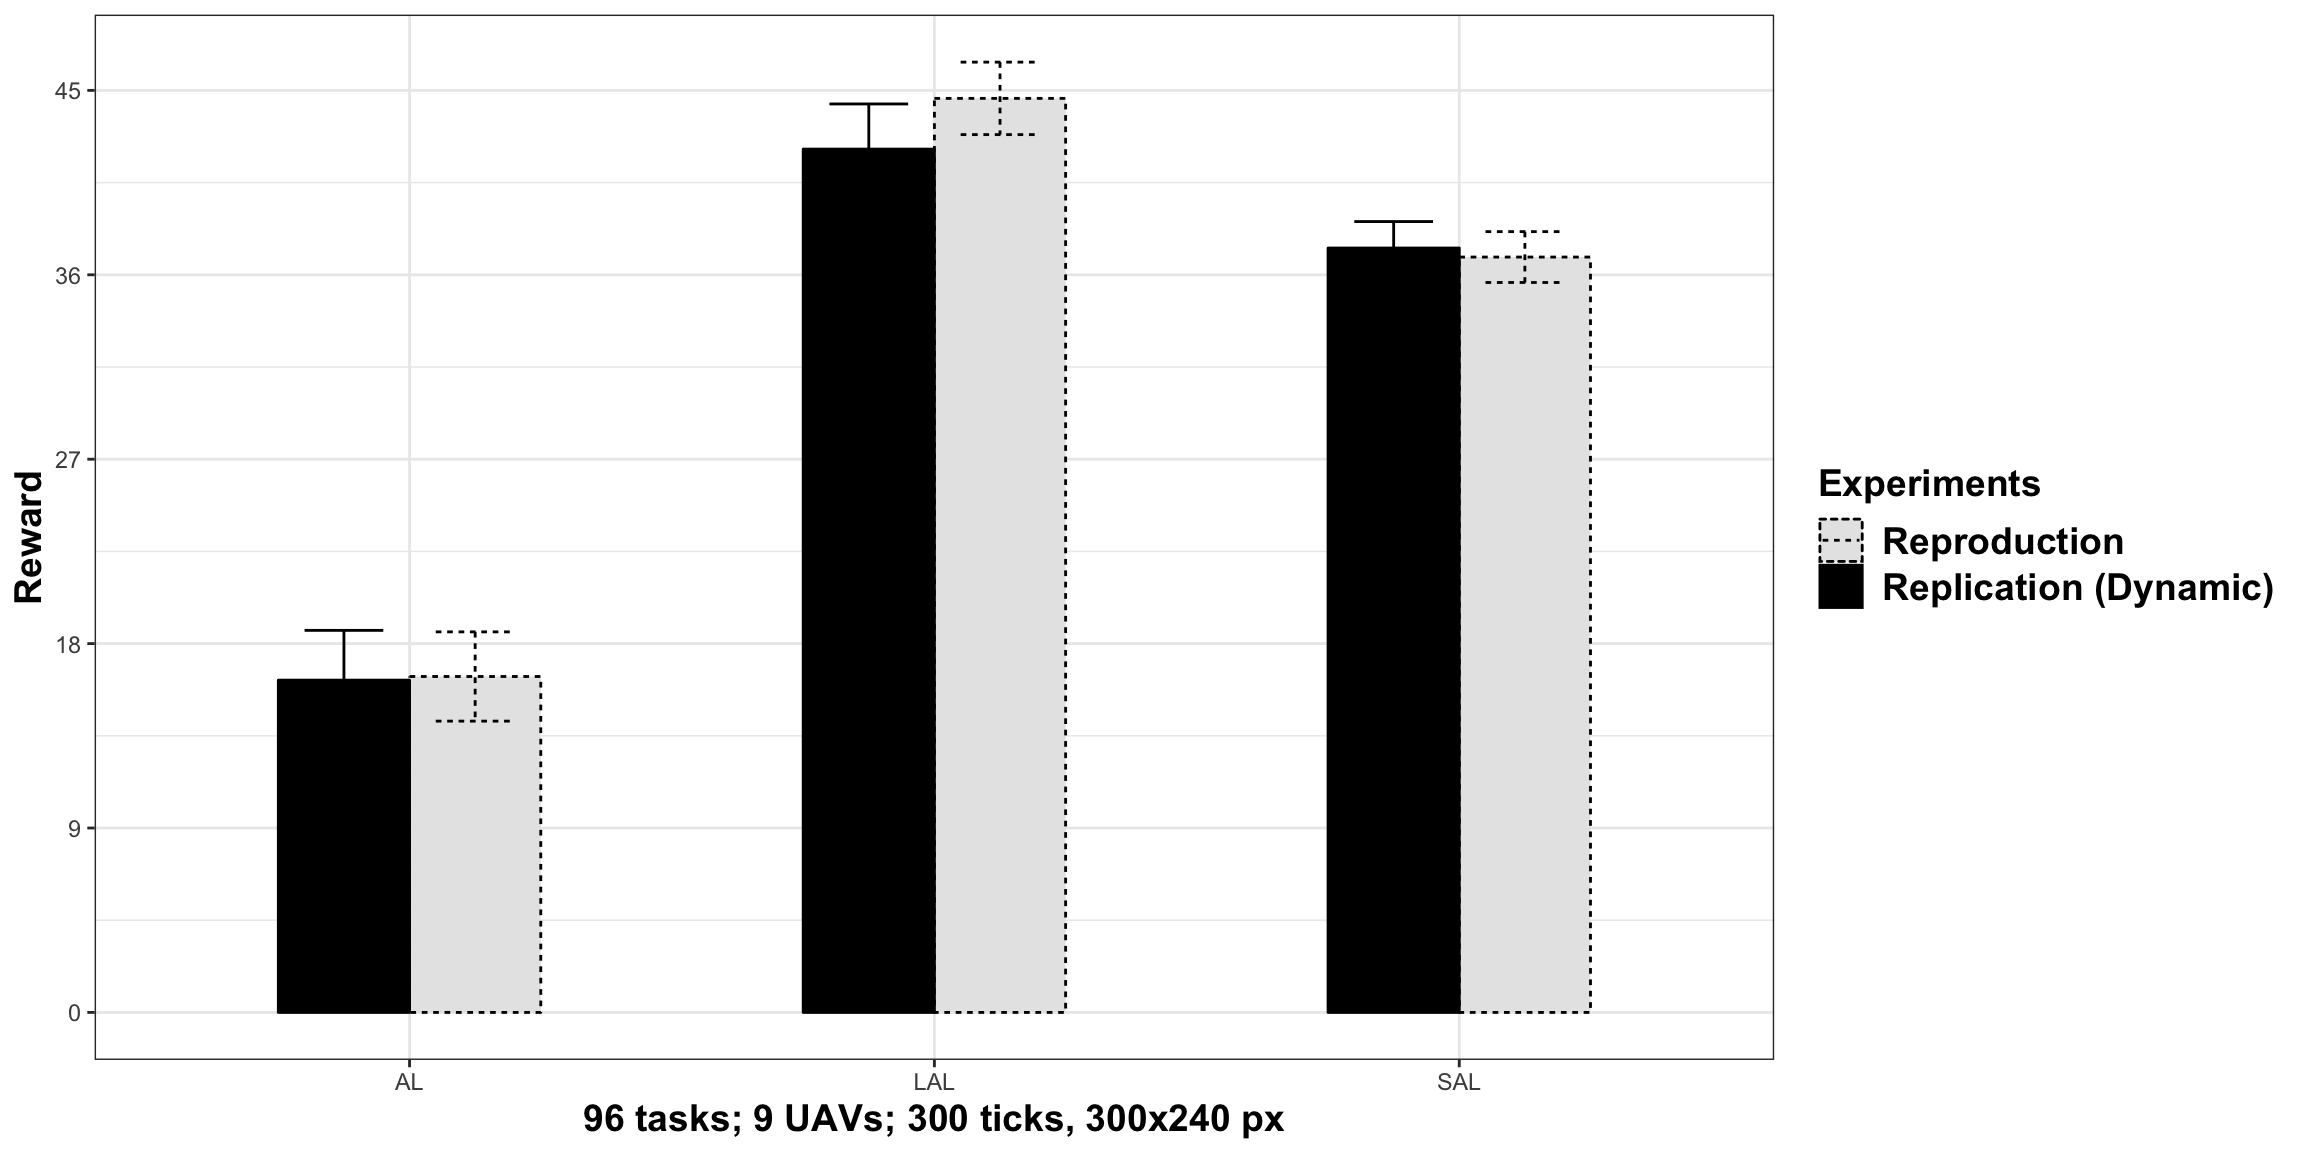 Reward
45
36
27
18
9
0
AL LAL SAL
96 tasks; 9 UAVs; 300 ticks, 300x240 px
Experiments
Reproduction
Replication (Dynamic)